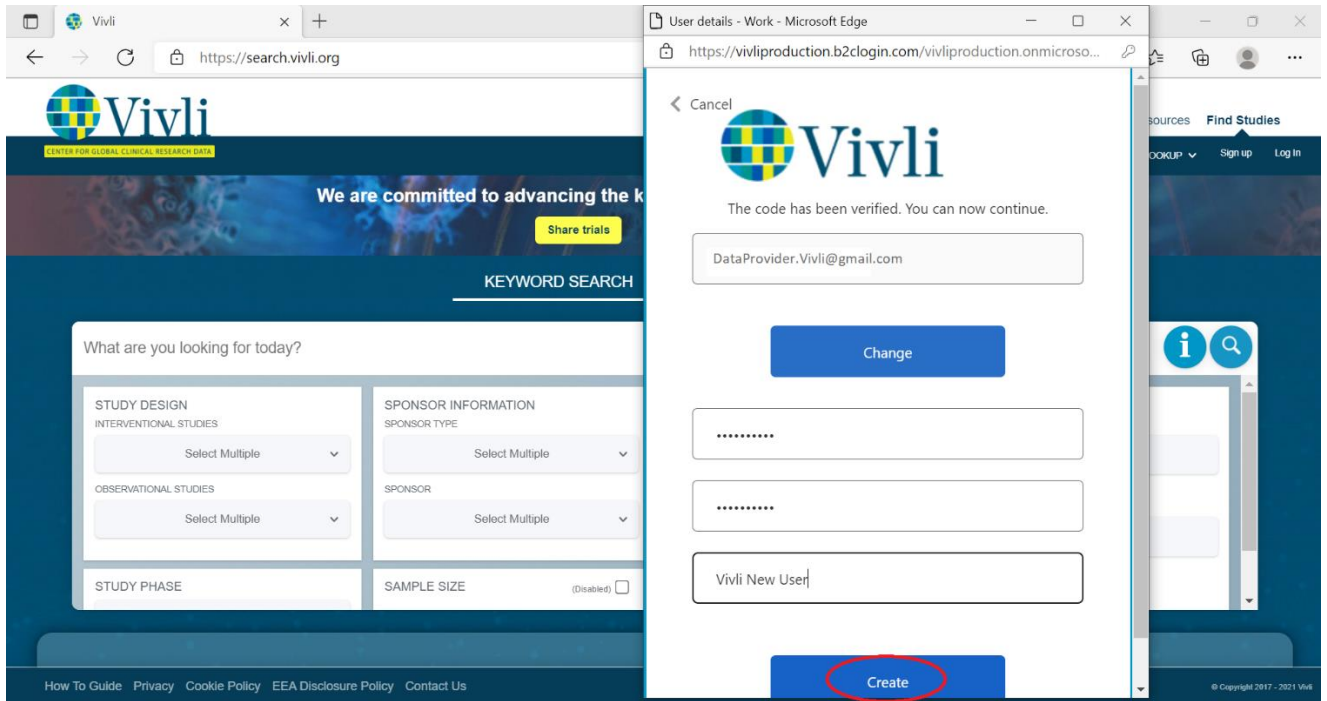 Vivli
https://search.vivli.org
Vivli
CENTER FOR GLOBAL CLINICAL RESEARCH DATA
Find Studies
Sign up Log In
We are committed to advancing the k
Share trials
KEYWORD SEARCH
What are you looking for today?
STUDY DESIGN
INTERVENTIONAL STUDIES
Select Multiple
OBSERVATIONAL STUDIES
Select Multiple
STUDY PHASE
SPONSOR INFORMATION
SPONSOR TYPE
Select Multiple
SPONSOR
Select Multiple
SAMPLE SIZE (Disabled)
How To Guide Privacy Cookie Policy EEA Disclosure Policy Contact Us
© Copyright 2017 - 2021 Vivli
User details - Work - Microsoft Edge
https://vivliproduction.b2clogin.com/vivliproduction.onmicroso...
Cancel
Vivli
The code has been verified. You can now continue.
DataProvider.Vivli@gmail.com
Change
••••••••••
••••••••••
Vivli New User
Create